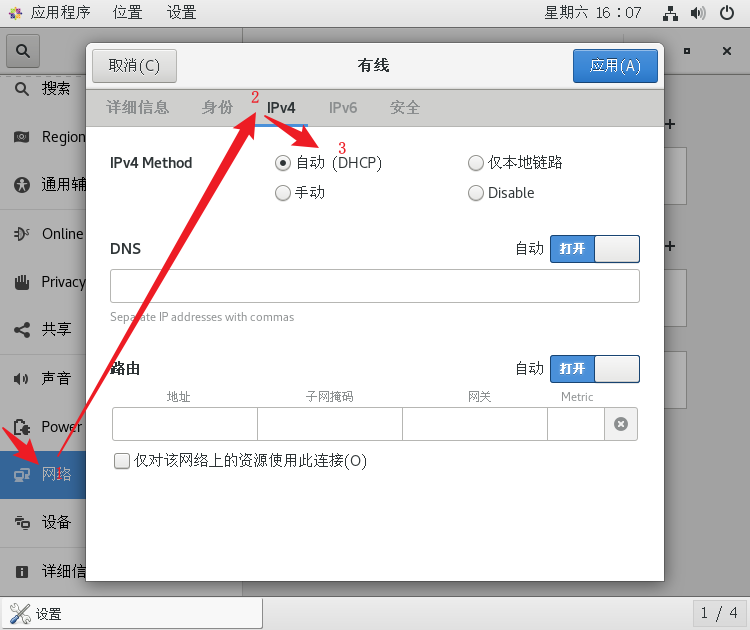 应用程序 位置 设置 星期六 16：07
取消(C) 有线 应用(A)
搜索
详细信息 身份 2 IPv4 IPv6 安全
Region
3
IPv4 Method 自动 (DHCP) 仅本地链路
通用辅
手动 Disable
Online
DNS 自动 打开
Privacy
Separate IP addresses with commas
共享
路由 自动 打开
声音
地址 子网掩码 网关 Metric
Power
仅对该网络上的资源使用此连接(O)
网络 1
设备
详细信
设置 1 / 4